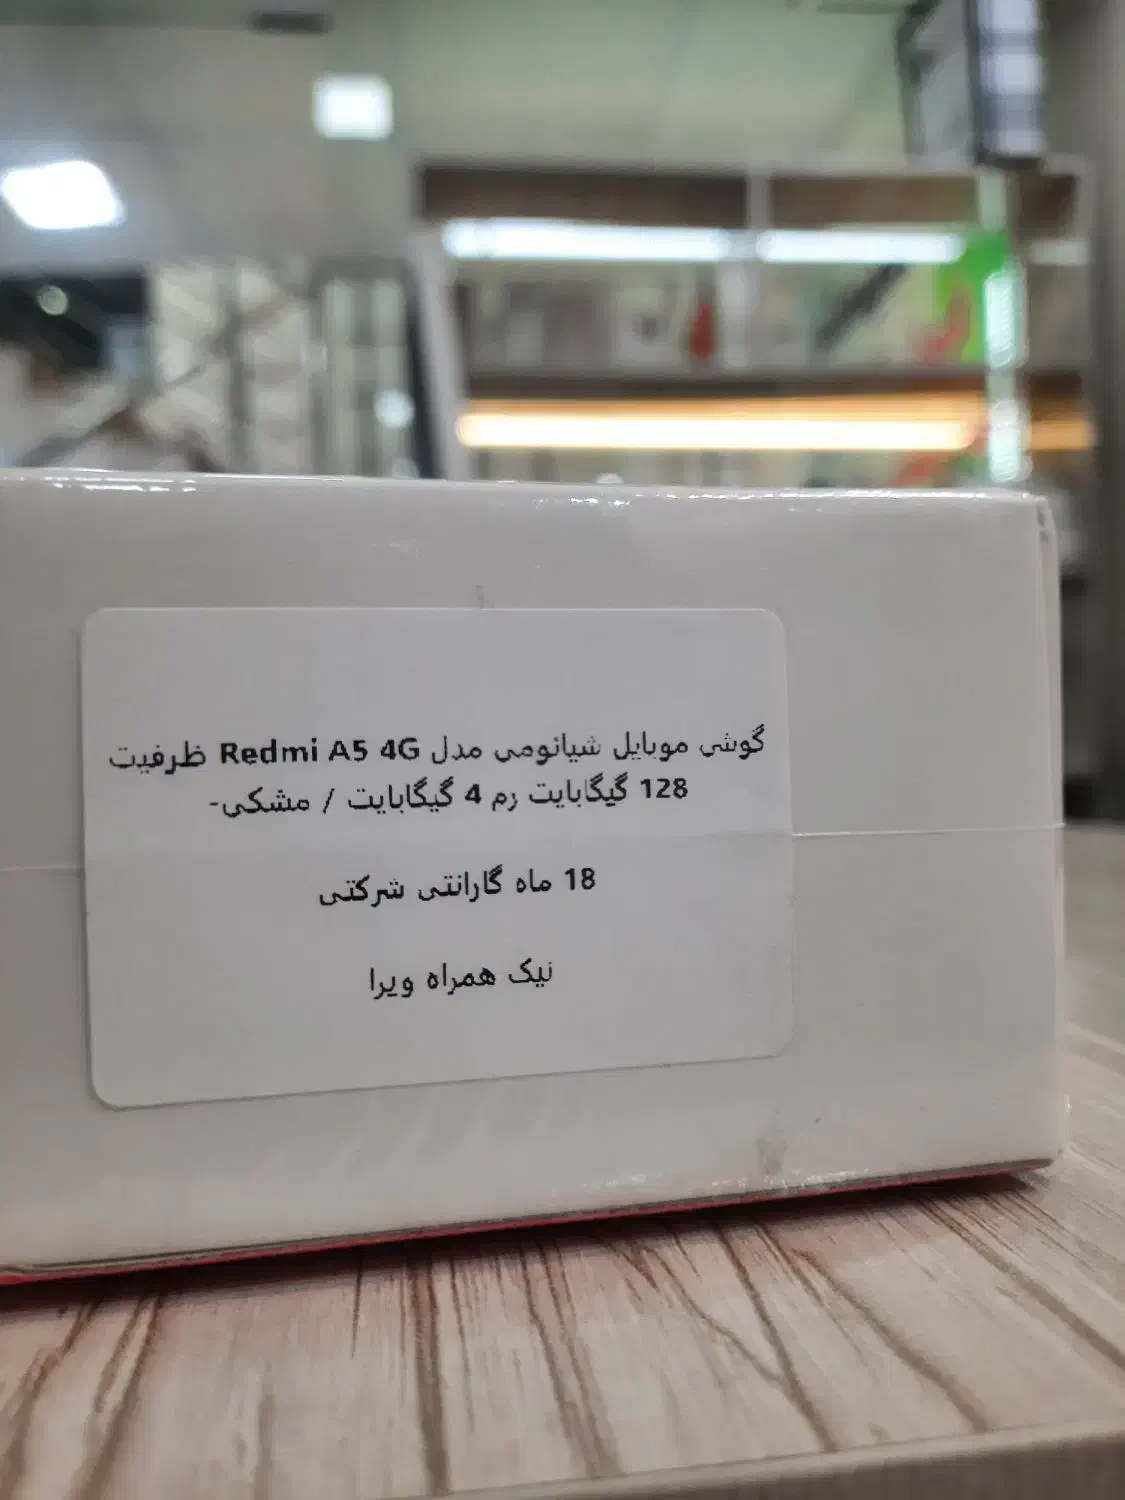 گوشی موبایل شیائومی مدل Redmi A5 4G ظرفیت
128 گیگابایت رم 4 گیگابایت / مشکی-
18 ماه گارانتی شرکتی
نیک همراه ویرا